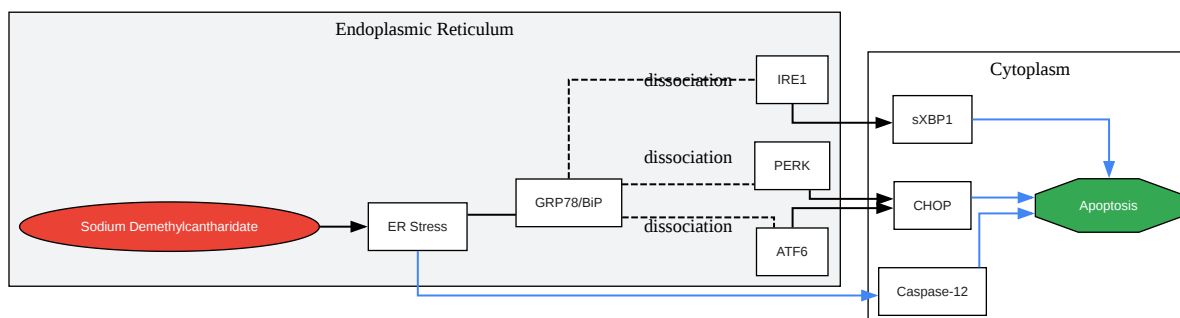 Endoplasmic Reticulum
Cytoplasm
dissociation
IRE1
sXBP1
dissociation
PERK
GRP78/BiP
CHOP
Apoptosis
Sodium Demethylcantharidate
ER Stress
dissociation
ATF6
Caspase-12